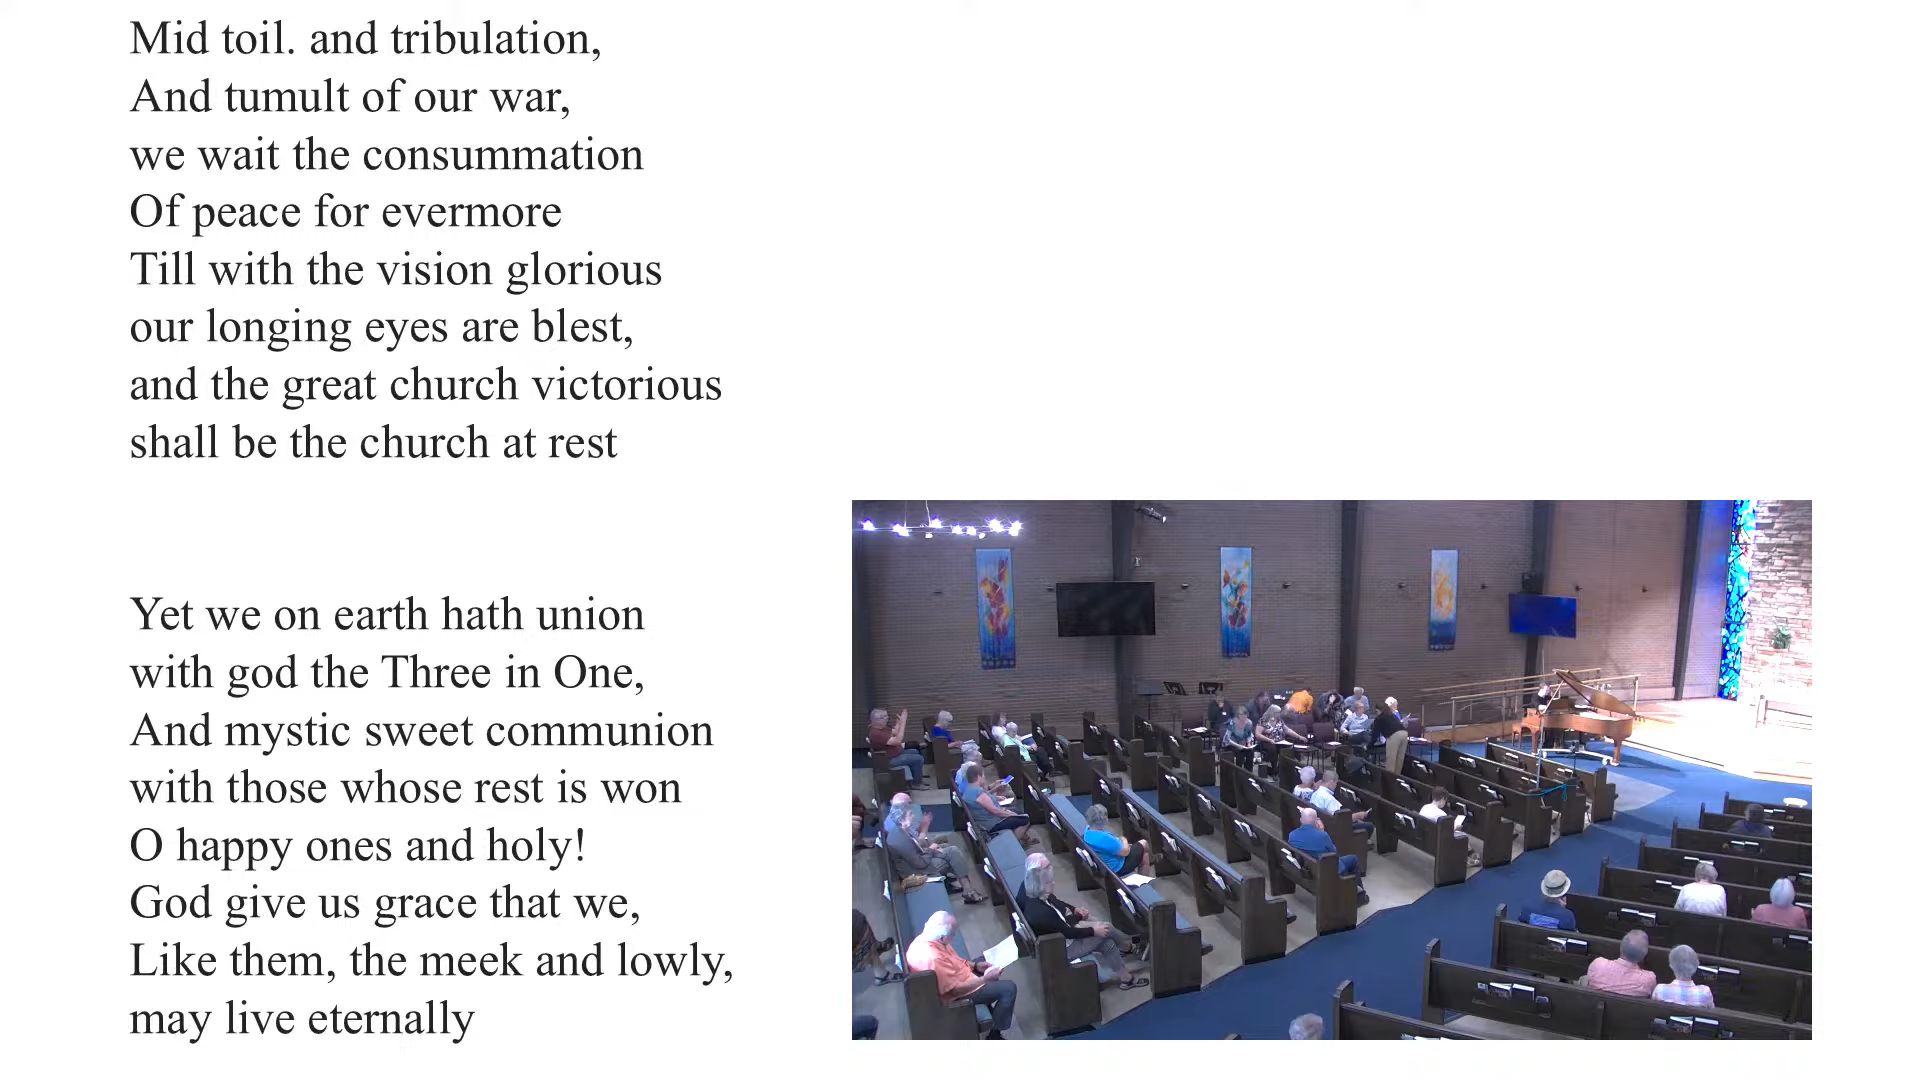 Mid toil. and tribulation,
And tumult of our war,
we wait the consummation
Of peace for evermore
Till with the vision glorious
our longing eyes are blest,
and the great church victorious
shall be the church at rest
Yet we on earth hath union
with god the Three in One,
And mystic sweet communion
with those whose rest is won
O happy ones and holy!
God give us grace that we,
Like them, the meek and lowly,
may live eternally